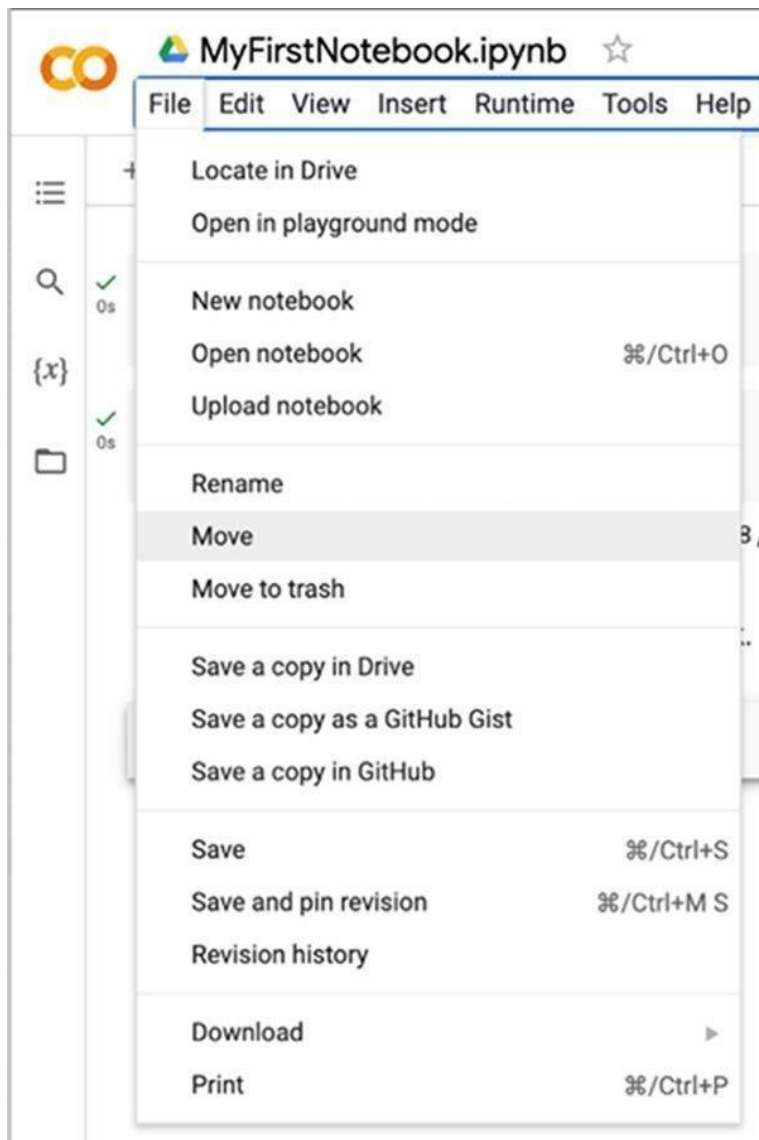 MyFirstNotebook.ipynb
File Edit View Insert Runtime Tools Help
+
Locate in Drive
Open in playground mode
0s
New notebook
Open notebook ⌘/Ctrl+O
{x}
Upload notebook
0s
Rename
Move
Move to trash
Save a copy in Drive
Save a copy as a GitHub Gist
Save a copy in GitHub
Save ⌘/Ctrl+S
Save and pin revision ⌘/Ctrl+M S
Revision history
Download
Print ⌘/Ctrl+P